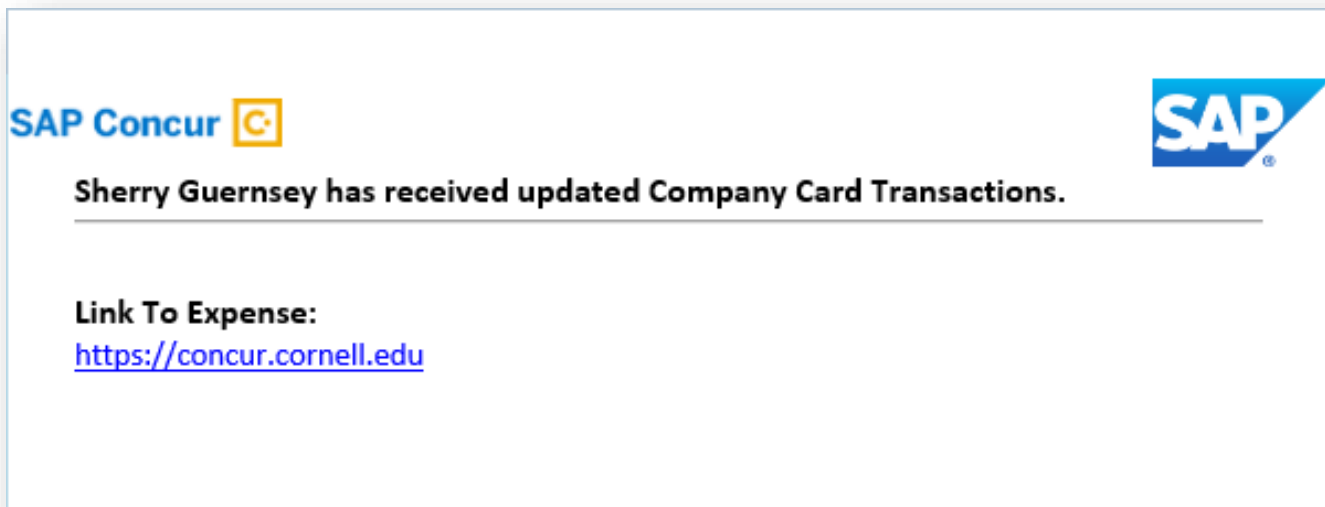 SAP Concur C.
SAP
®
Sherry Guernsey has received updated Company Card Transactions.
Link To Expense:
https://concur.cornell.edu